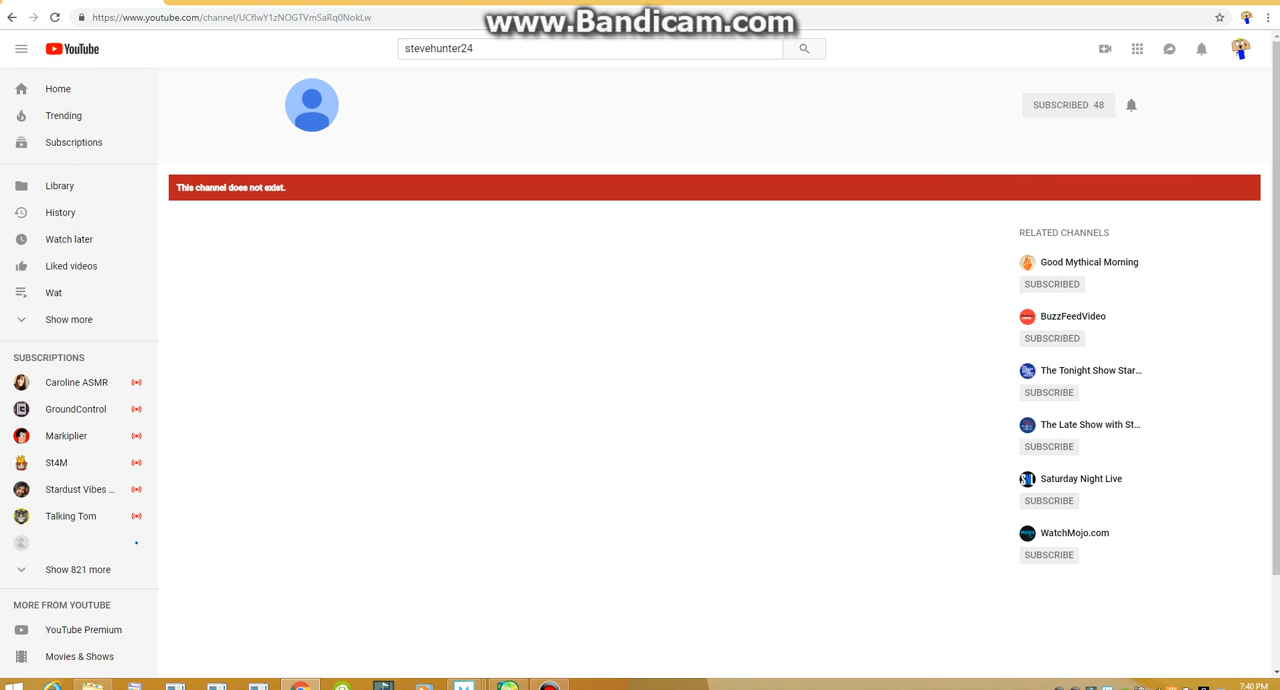 https://www.youtube.com/channel/UCflwY1zNOGTVmSaRq0NokLw
www.Bandicam.com
YouTube
stevehunter24
Home
Trending
Subscriptions
Library
History
Watch later
Liked videos
Wat
Show more
SUBSCRIPTIONS
Caroline ASMR
GroundControl
Markiplier
St4M
Stardust Vibes ...
Talking Tom
Show 821 more
MORE FROM YOUTUBE
YouTube Premium
Movies & Shows
SUBSCRIBED 48
This channel does not exist.
RELATED CHANNELS
Good Mythical Morning
SUBSCRIBED
BuzzFeedVideo
SUBSCRIBED
The Tonight Show Star...
SUBSCRIBE
The Late Show with St...
SUBSCRIBE
Saturday Night Live
SUBSCRIBE
WatchMojo.com
SUBSCRIBE
7:40 PM